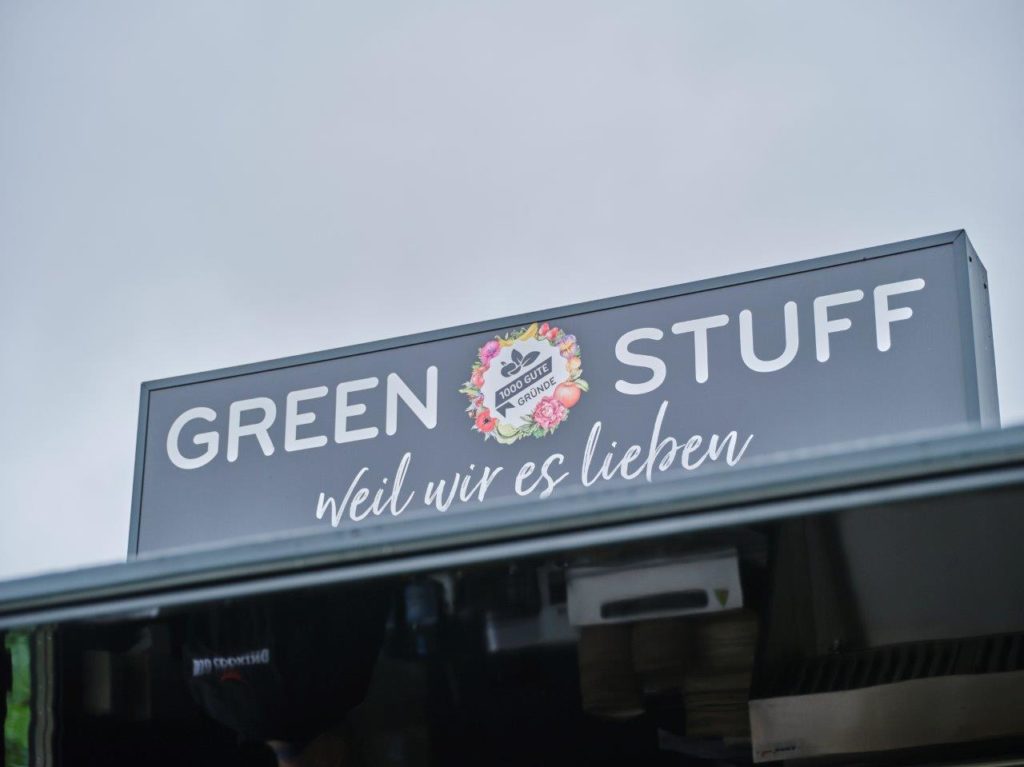 GREEN STUFF
1000 GUTE
GRÜNDE
weil wir es lieben